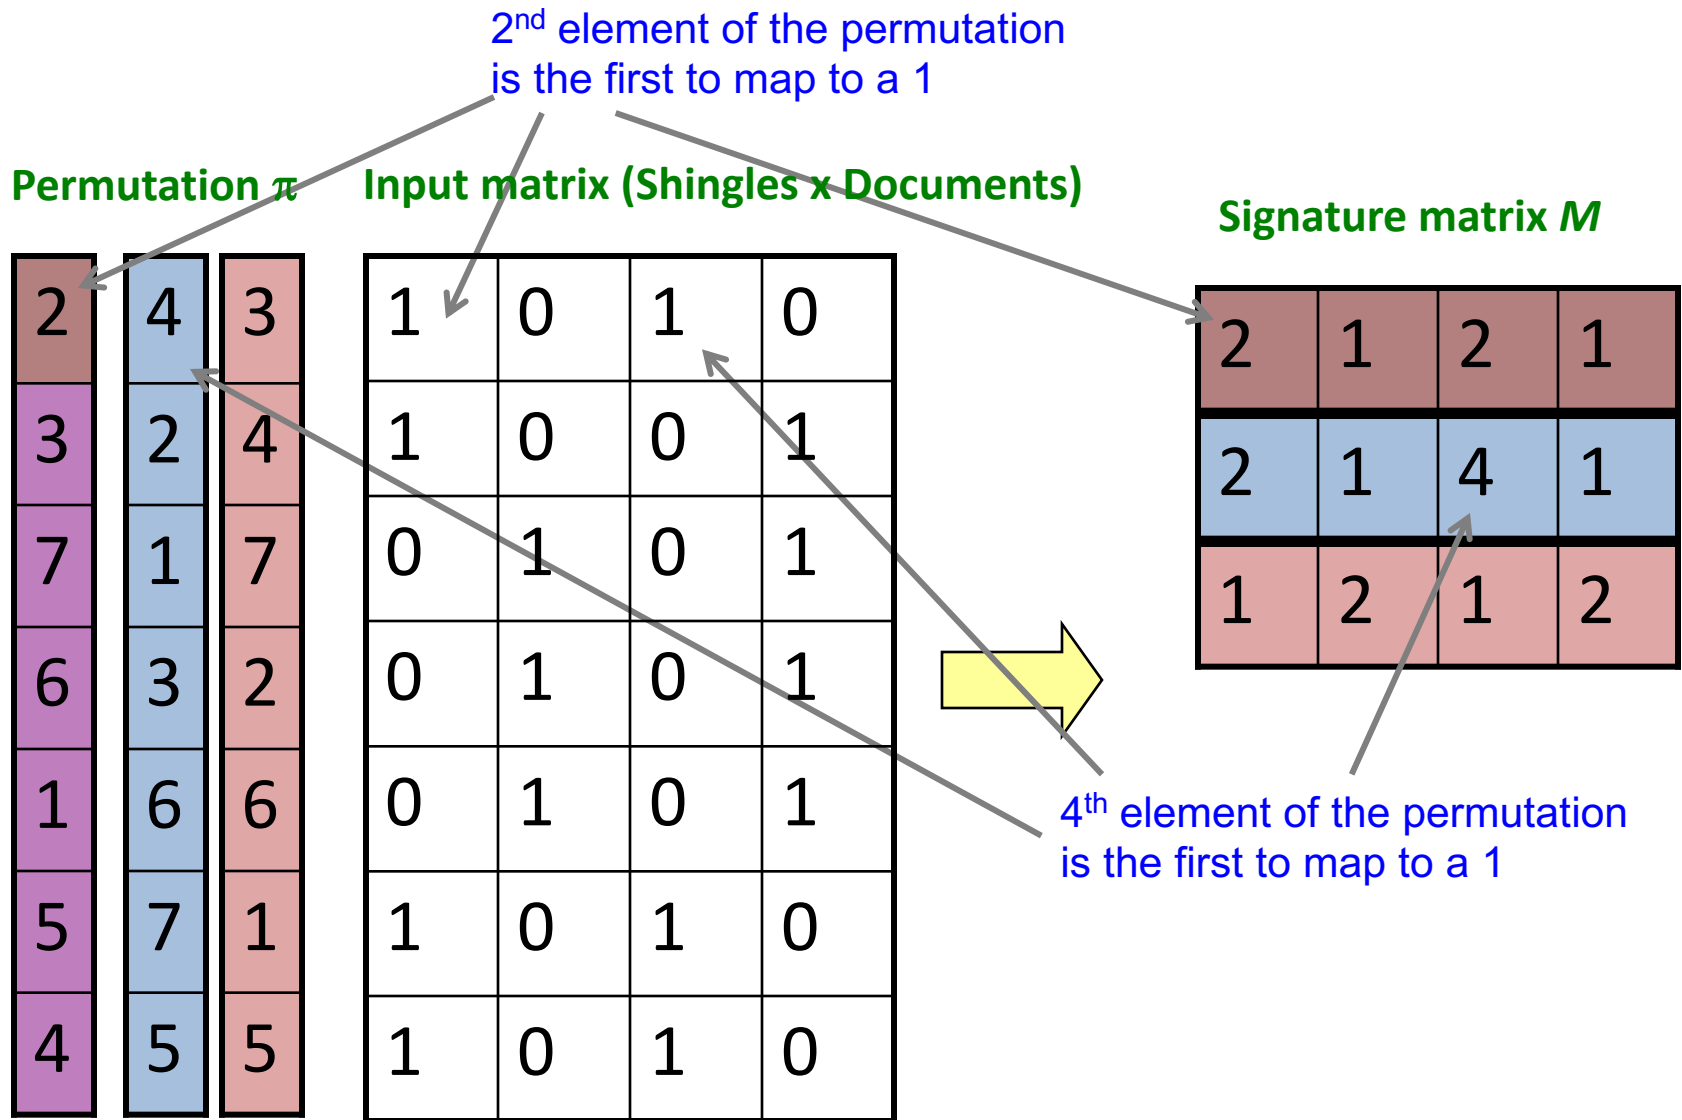 2nd element of the permutation
is the first to map to a 1
Permutation π
Input matrix (Shingles x Documents)
Signature matrix M
2 4 3 1 0 1 0
3 2 4 1 0 0 1
7 1 7 0 1 0 1
6 3 2 0 1 0 1
1 6 6 0 1 0 1
5 7 1 1 0 1 0
4 5 5 1 0 1 0
2 1 2 1
2 1 4 1
1 2 1 2
4th element of the permutation
is the first to map to a 1